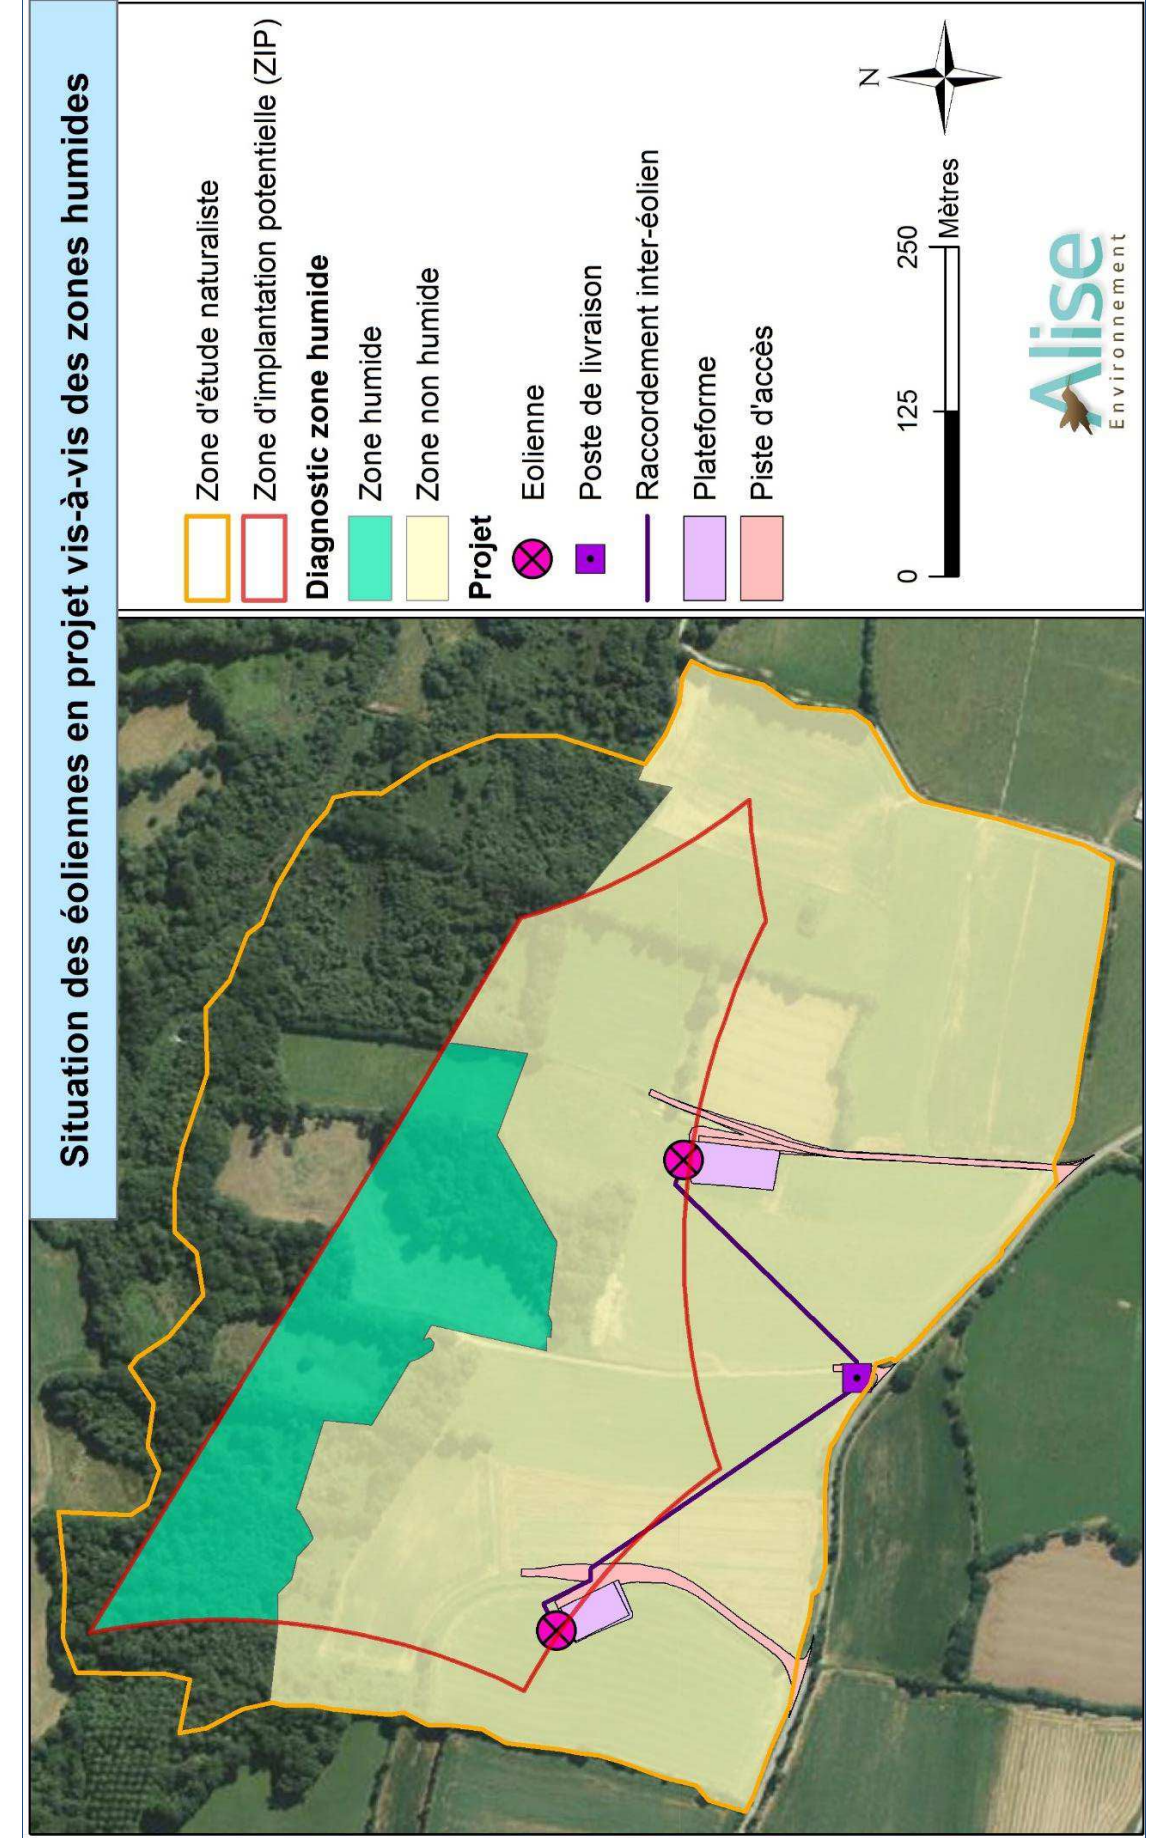 Situation des éoliennes en projet vis-à-vis des zones humides
Zone d'étude naturaliste
Zone d'implantation potentielle (ZIP)
Diagnostic zone humide
Zone humide
Zone non humide
Projet
Eolienne
Poste de livraison
Raccordement inter-éolien
Plateforme
Piste d'accès
N
0 125 250
Mètres
Alise
Environnement